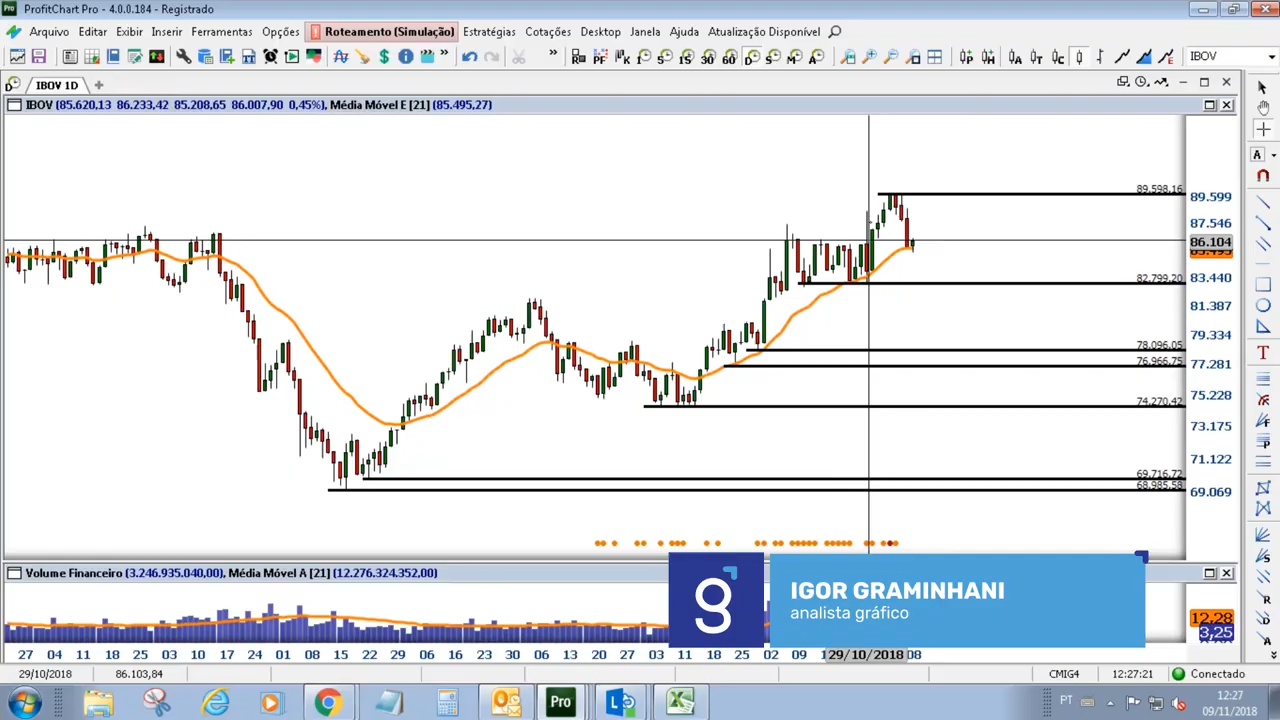 Pro ProfitChart Pro - 4.0.0.184 - Registrado
Arquivo Editar Exibir Inserir Ferramentas Opções Roteamento (Simulação) Estratégias Cotações Desktop Janela Ajuda Atualização Disponível
$ 1 5 15 30 60 D S M A IBOV
IBOV 1D
IBOV (85.620,13 86.233,42 85.208,65 86.007,90 0,45%), Média Móvel E [21] (85.495,27)
89.598,16
89.599
87.546
86.104
82.799,20
83.440
81.387
79.334
78.096,05
76.966,75
77.281
74.270,42
75.228
73.175
71.122
69.716,72
68.985,58
69.069
g
IGOR GRAMINHANI
analista gráfico
Volume Financeiro (3.246.935.040,00), Média Móvel A [21] (12.276.324.352,00)
12,28
3,25
27 04 11 18 24 01 08 15 22 29 06 16 23 30 06 13 20 27 03 11 18 25 02 09 29/10/2018 08
29/10/2018 86.103,84 CMIG4 12:27:21 Conectado
Pro PT 12:27
09/11/2018